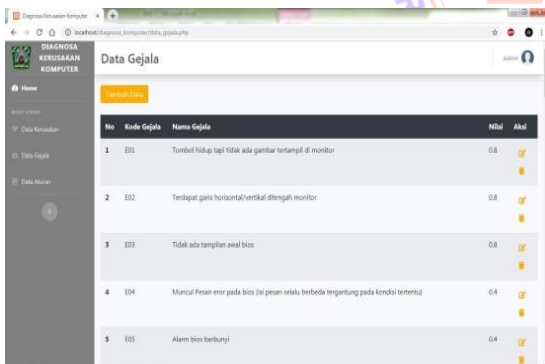 Diagnosa Kerusakan Komputer
localhost/diagnosa_komputer/data_gejala.php
DIAGNOSA
KERUSAKAN
KOMPUTER
Data Gejala
Admin
Home
Tambah Data
Data Kerusakan
Data Gejala
Data Aturan
No Kode Gejala Nama Gejala Nilai Aksi
1 E01 Tombol hidup tapi tidak ada gambar tertampil di monitor 0.8
2 E02 Terdapat garis horisontal/vertikal ditengah monitor 0.8
3 E03 Tidak ada tampilan awal bios 0.8
4 E04 Muncul Pesan eror pada bios (isi pesan selalu berbeda tergantung pada kondisi tertentu) 0.4
5 E05 Alarm bios berbunyi 0.4